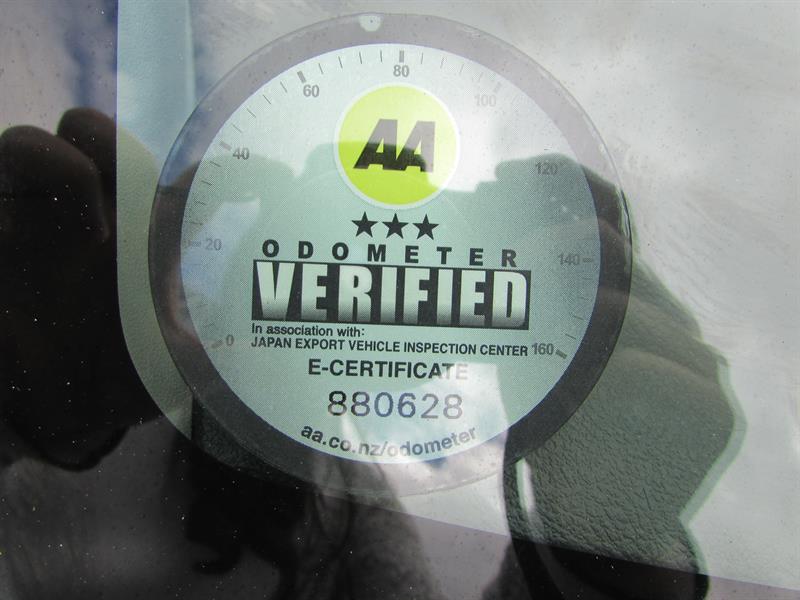 0
20
40
60
80
100
120
140
160
AA
★★★
ODOMETER
VERIFIED
In association with:
JAPAN EXPORT VEHICLE INSPECTION CENTER
E-CERTIFICATE
880628
aa.co.nz/odometer